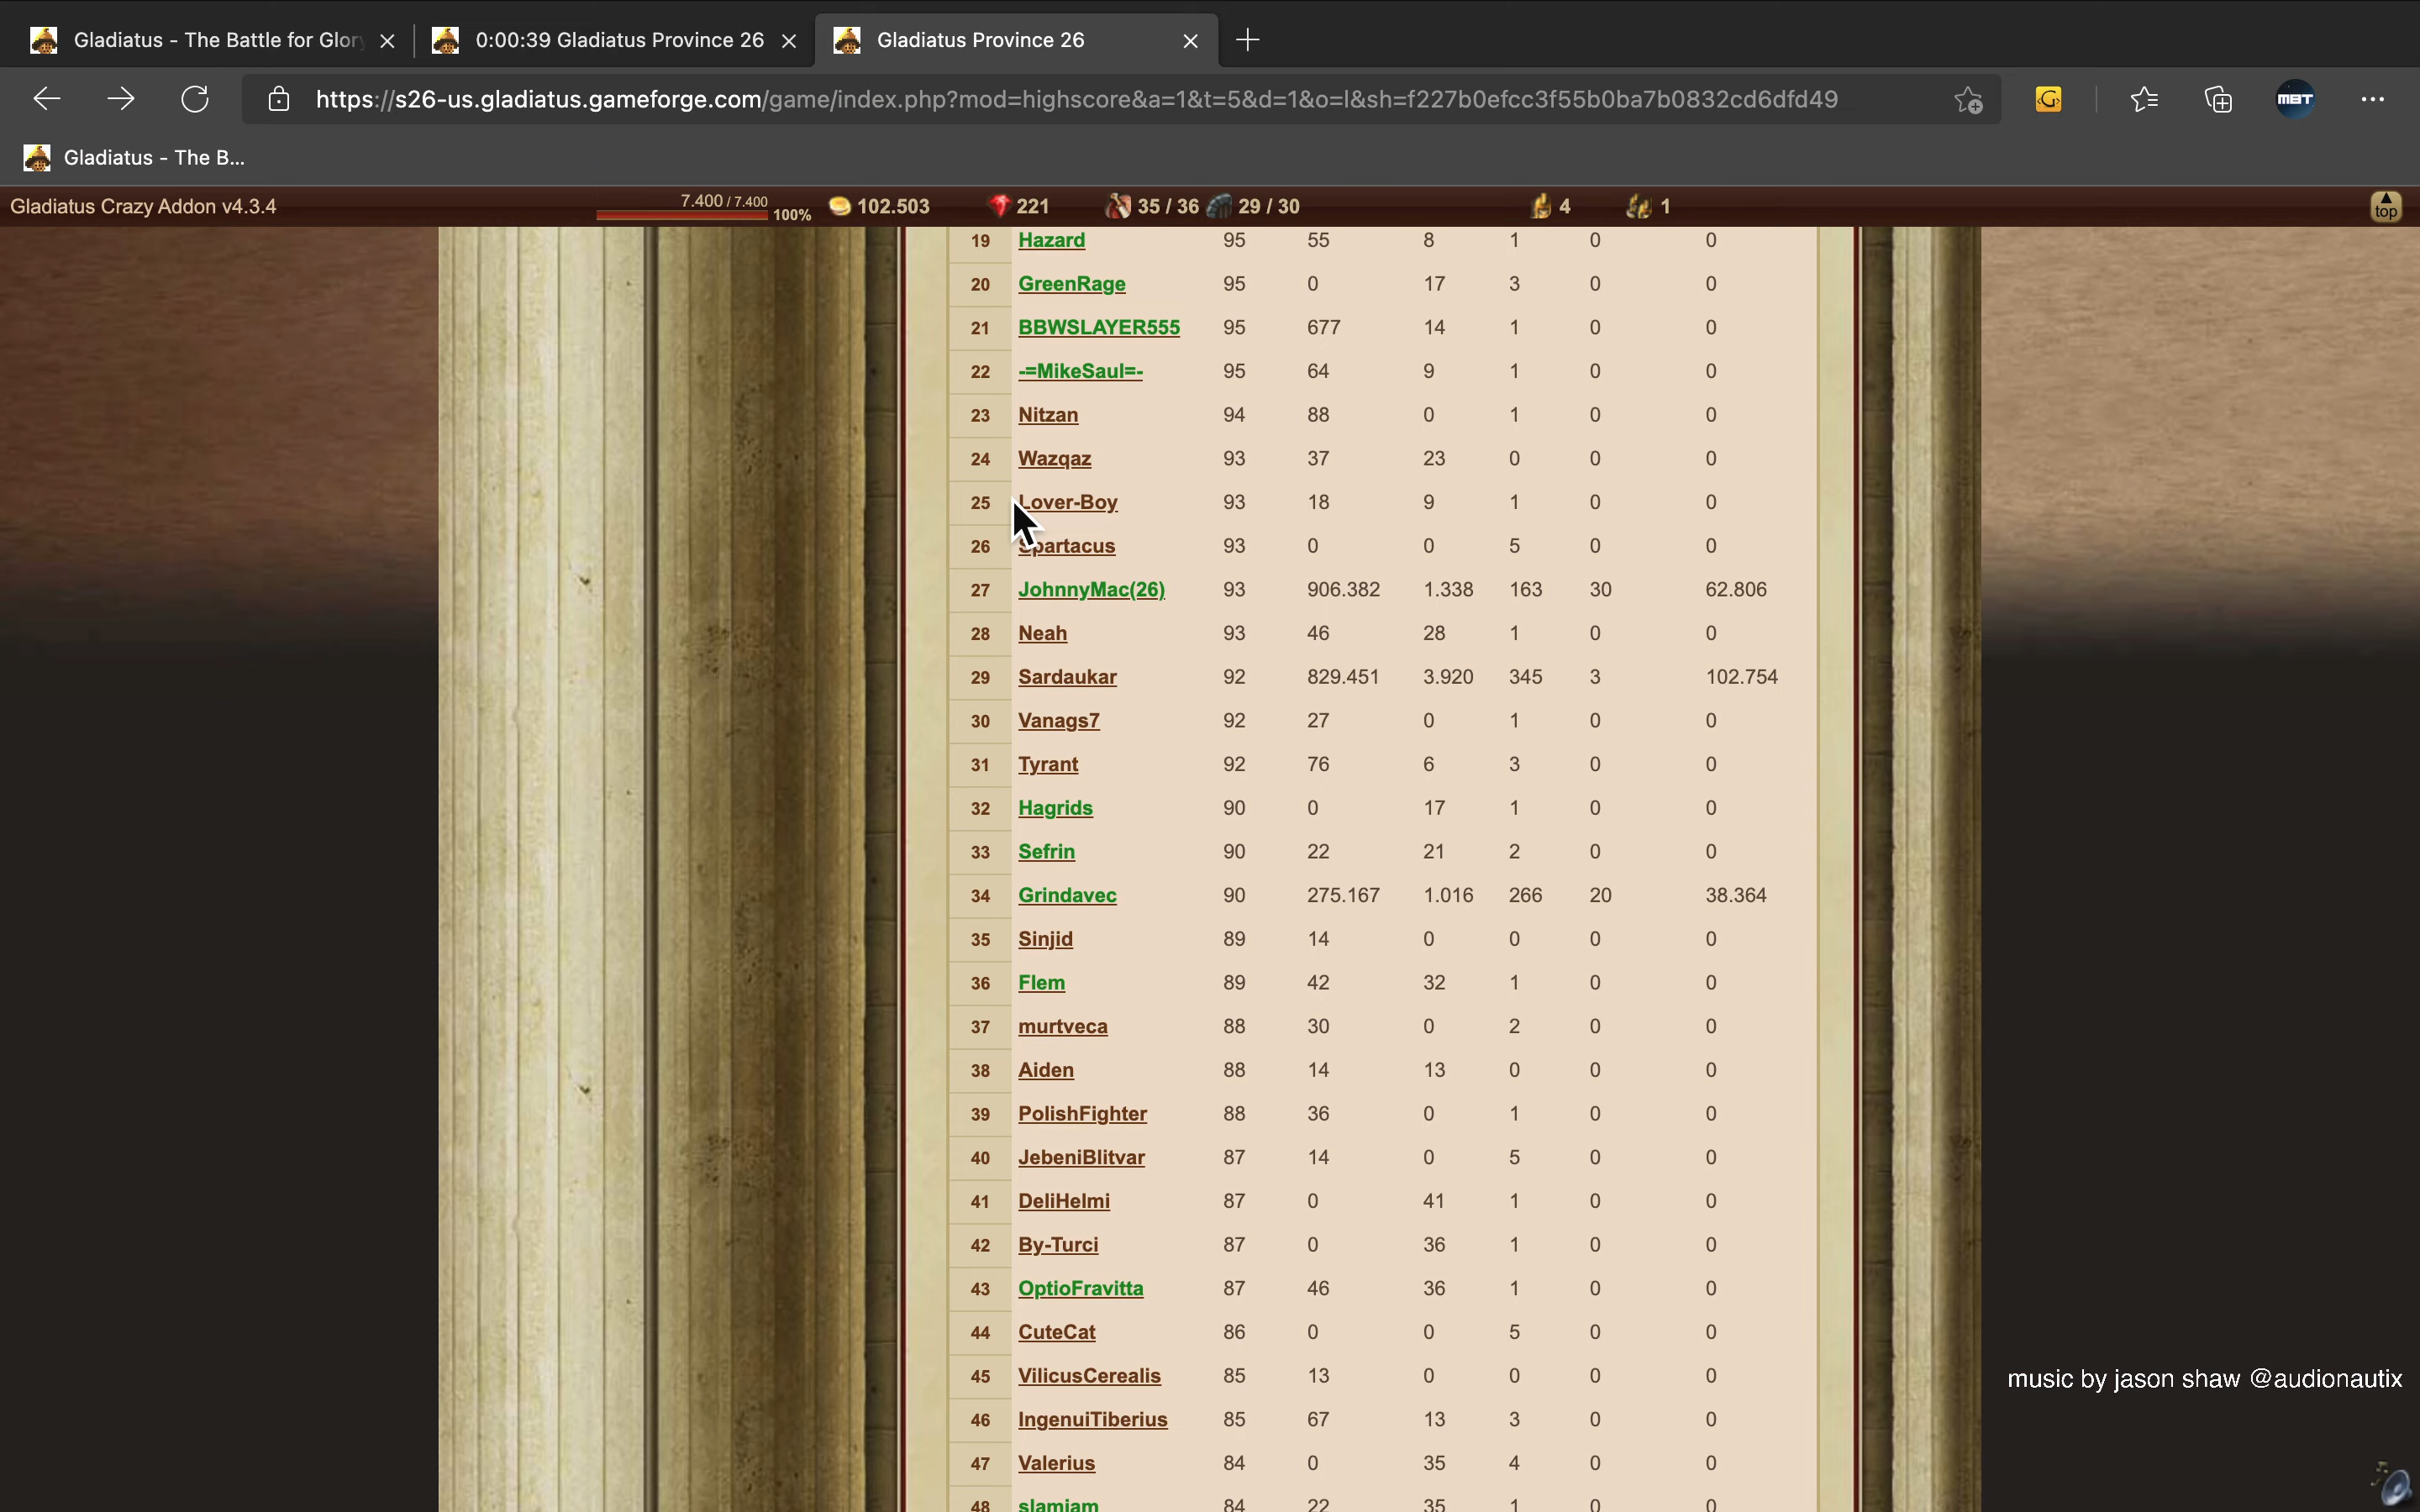 Gladiatus - The Battle for Glory
0:00:39 Gladiatus Province 26
Gladiatus Province 26
https://s26-us.gladiatus.gameforge.com/game/index.php?mod=highscore&a=1&t=5&d=1&o=l&sh=f227b0efcc3f55b0ba7b0832cd6dfd49
MBT
Gladiatus - The B...
Gladiatus Crazy Addon v4.3.4 7.400 / 7.400 100% 102.503 221 35 / 36 29 / 30 4 1 top
19 Hazard 95 55 8 1 0 0
20 GreenRage 95 0 17 3 0 0
21 BBWSLAYER555 95 677 14 1 0 0
22 -=MikeSaul=- 95 64 9 1 0 0
23 Nitzan 94 88 0 1 0 0
24 Wazqaz 93 37 23 0 0 0
25 Lover-Boy 93 18 9 1 0 0
26 Spartacus 93 0 0 5 0 0
27 JohnnyMac(26) 93 906.382 1.338 163 30 62.806
28 Neah 93 46 28 1 0 0
29 Sardaukar 92 829.451 3.920 345 3 102.754
30 Vanags7 92 27 0 1 0 0
31 Tyrant 92 76 6 3 0 0
32 Hagrids 90 0 17 1 0 0
33 Sefrin 90 22 21 2 0 0
34 Grindavec 90 275.167 1.016 266 20 38.364
35 Sinjid 89 14 0 0 0 0
36 Flem 89 42 32 1 0 0
37 murtveca 88 30 0 2 0 0
38 Aiden 88 14 13 0 0 0
39 PolishFighter 88 36 0 1 0 0
40 JebeniBlitvar 87 14 0 5 0 0
41 DeliHelmi 87 0 41 1 0 0
42 By-Turci 87 0 36 1 0 0
43 OptioFravitta 87 46 36 1 0 0
44 CuteCat 86 0 0 5 0 0
45 VilicusCerealis 85 13 0 0 0 0
46 IngenuiTiberius 85 67 13 3 0 0
47 Valerius 84 0 35 4 0 0
48 slamjam 84 22 35 1 0 0
music by jason shaw @audionautix